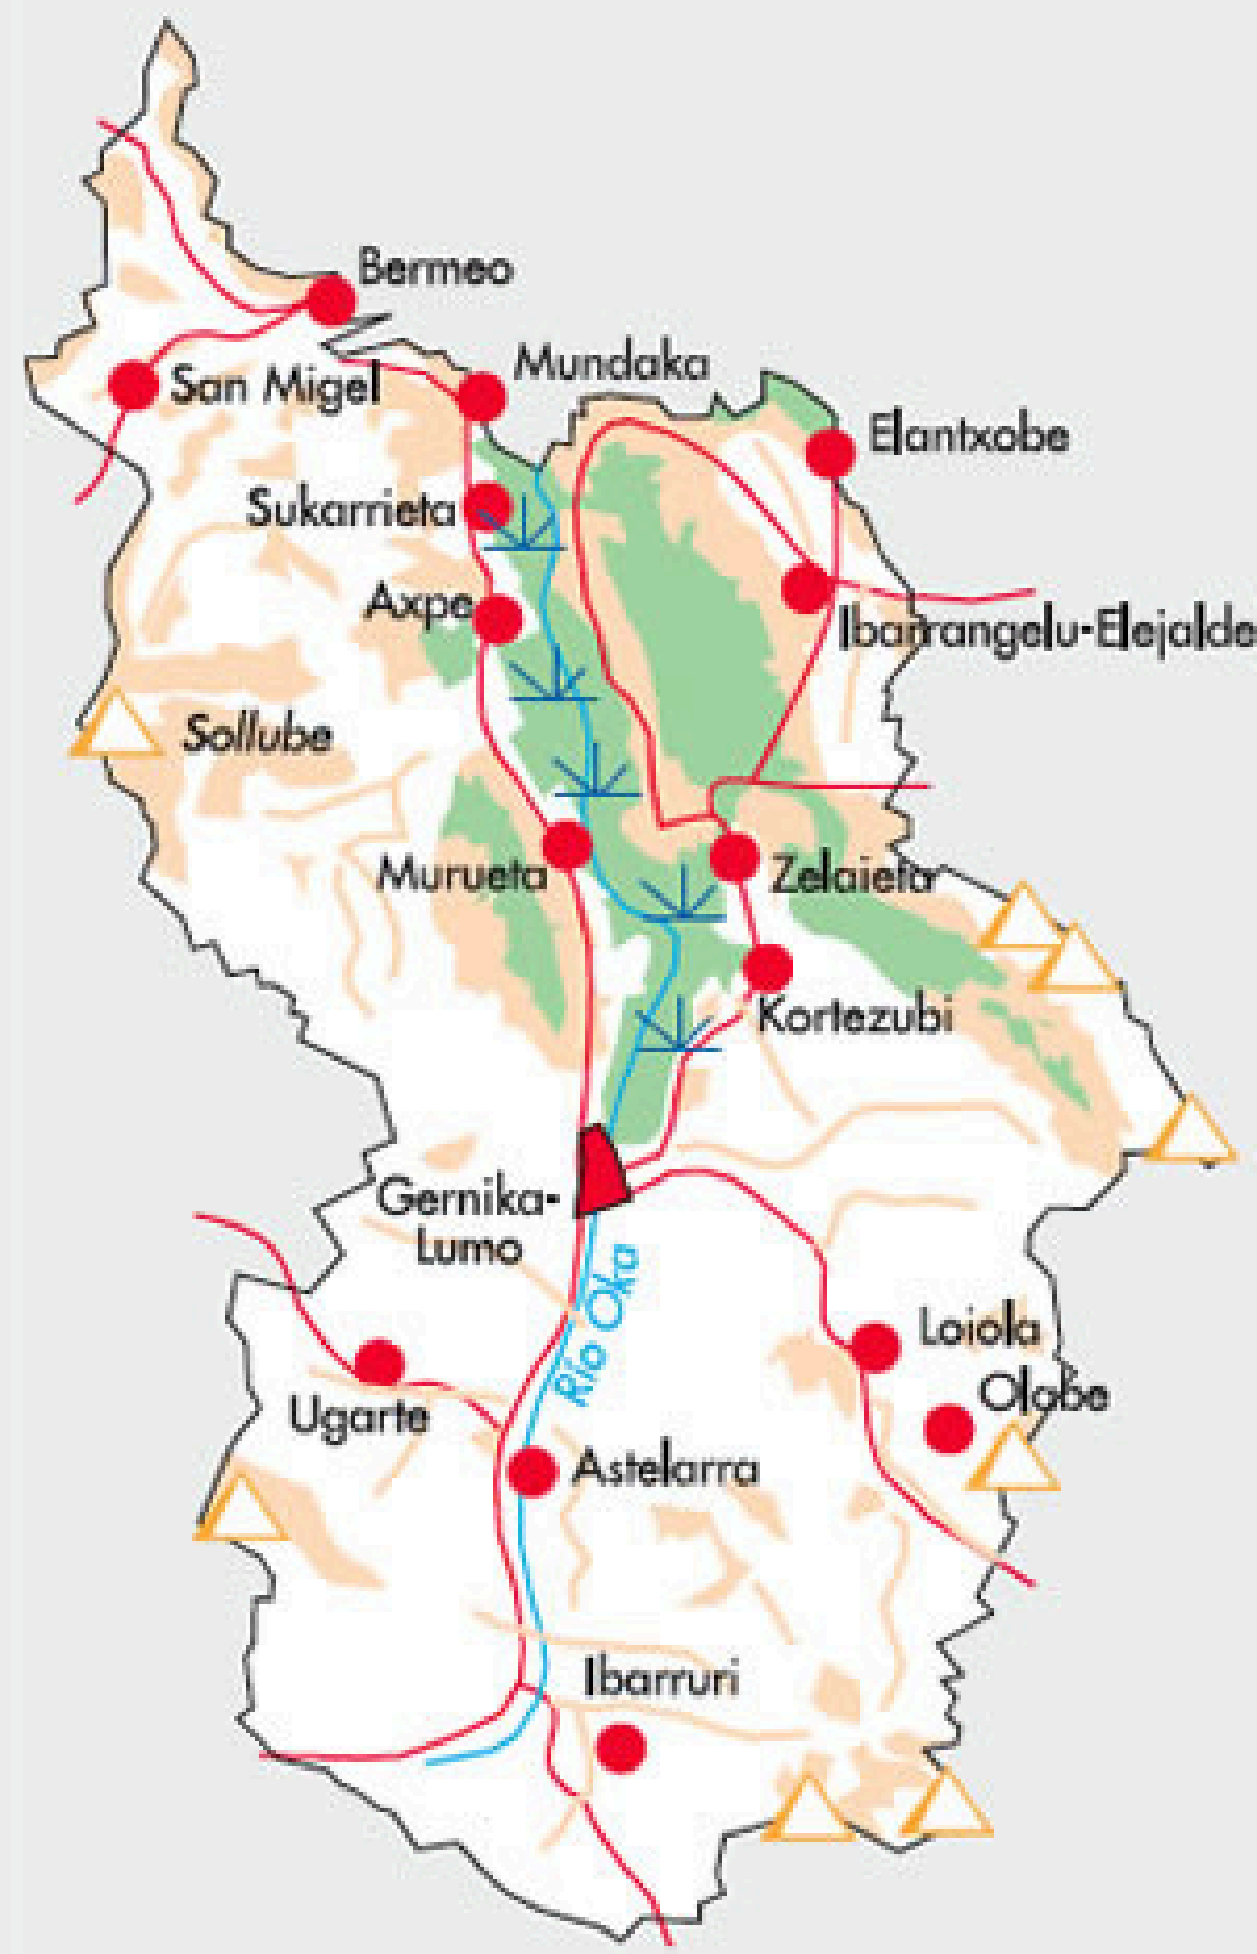 Bermeo
Mundaka
San Migel
Elantxobe
Sukarrieta
Axpe
Ibarrangelu-Elejalde
Sollube
Murueta
Zelaieta
Kortezubi
Gernika-
Lumo
Río Oka
Loiola
Olabe
Ugarte
Astelarra
Ibarruri